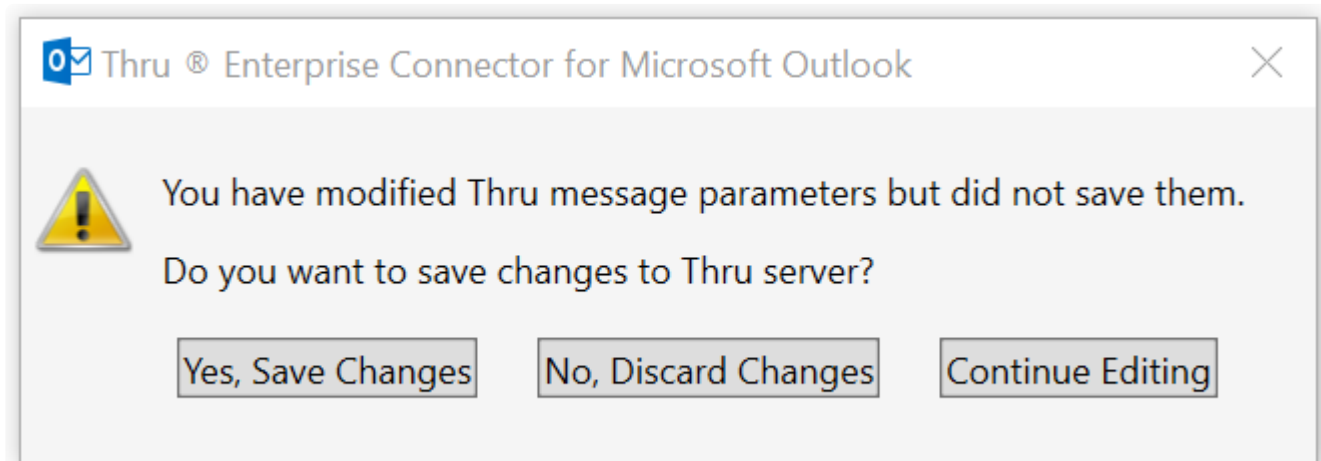 Thru ® Enterprise Connector for Microsoft Outlook
You have modified Thru message parameters but did not save them.
Do you want to save changes to Thru server?
Yes, Save Changes No, Discard Changes Continue Editing